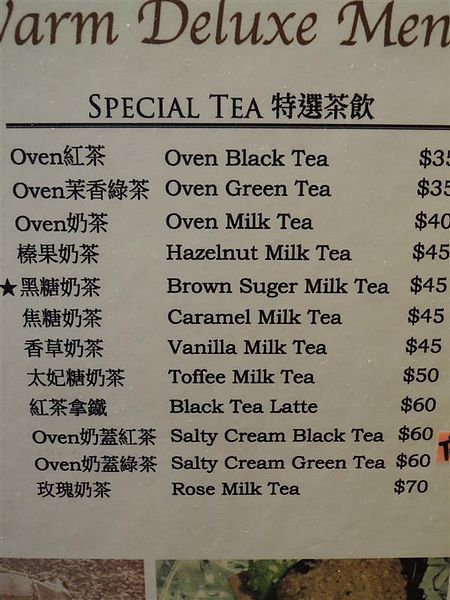 Warm Deluxe Men
SPECIAL TEA 特選茶飲
Oven紅茶 Oven Black Tea $35
Oven茉香綠茶 Oven Green Tea $35
Oven奶茶 Oven Milk Tea $40
榛果奶茶 Hazelnut Milk Tea $45
★黑糖奶茶 Brown Suger Milk Tea $45
焦糖奶茶 Caramel Milk Tea $45
香草奶茶 Vanilla Milk Tea $45
太妃糖奶茶 Toffee Milk Tea $50
紅茶拿鐵 Black Tea Latte $60
Oven奶蓋紅茶 Salty Cream Black Tea $60
Oven奶蓋綠茶 Salty Cream Green Tea $60
玫瑰奶茶 Rose Milk Tea $70